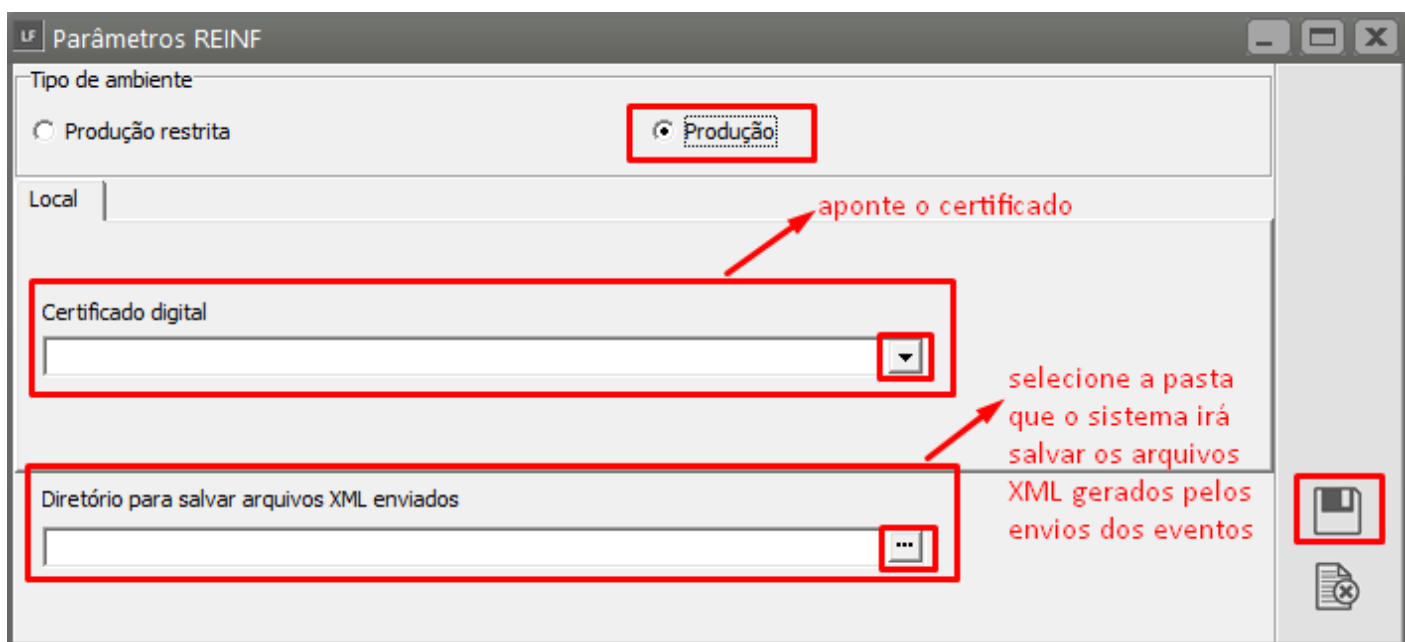 LF Parâmetros REINF
Tipo de ambiente
Produção restrita
Produção
Local
aponte o certificado
Certificado digital
selecione a pasta
que o sistema irá
salvar os arquivos
XML gerados pelos
envios dos eventos
Diretório para salvar arquivos XML enviados
...